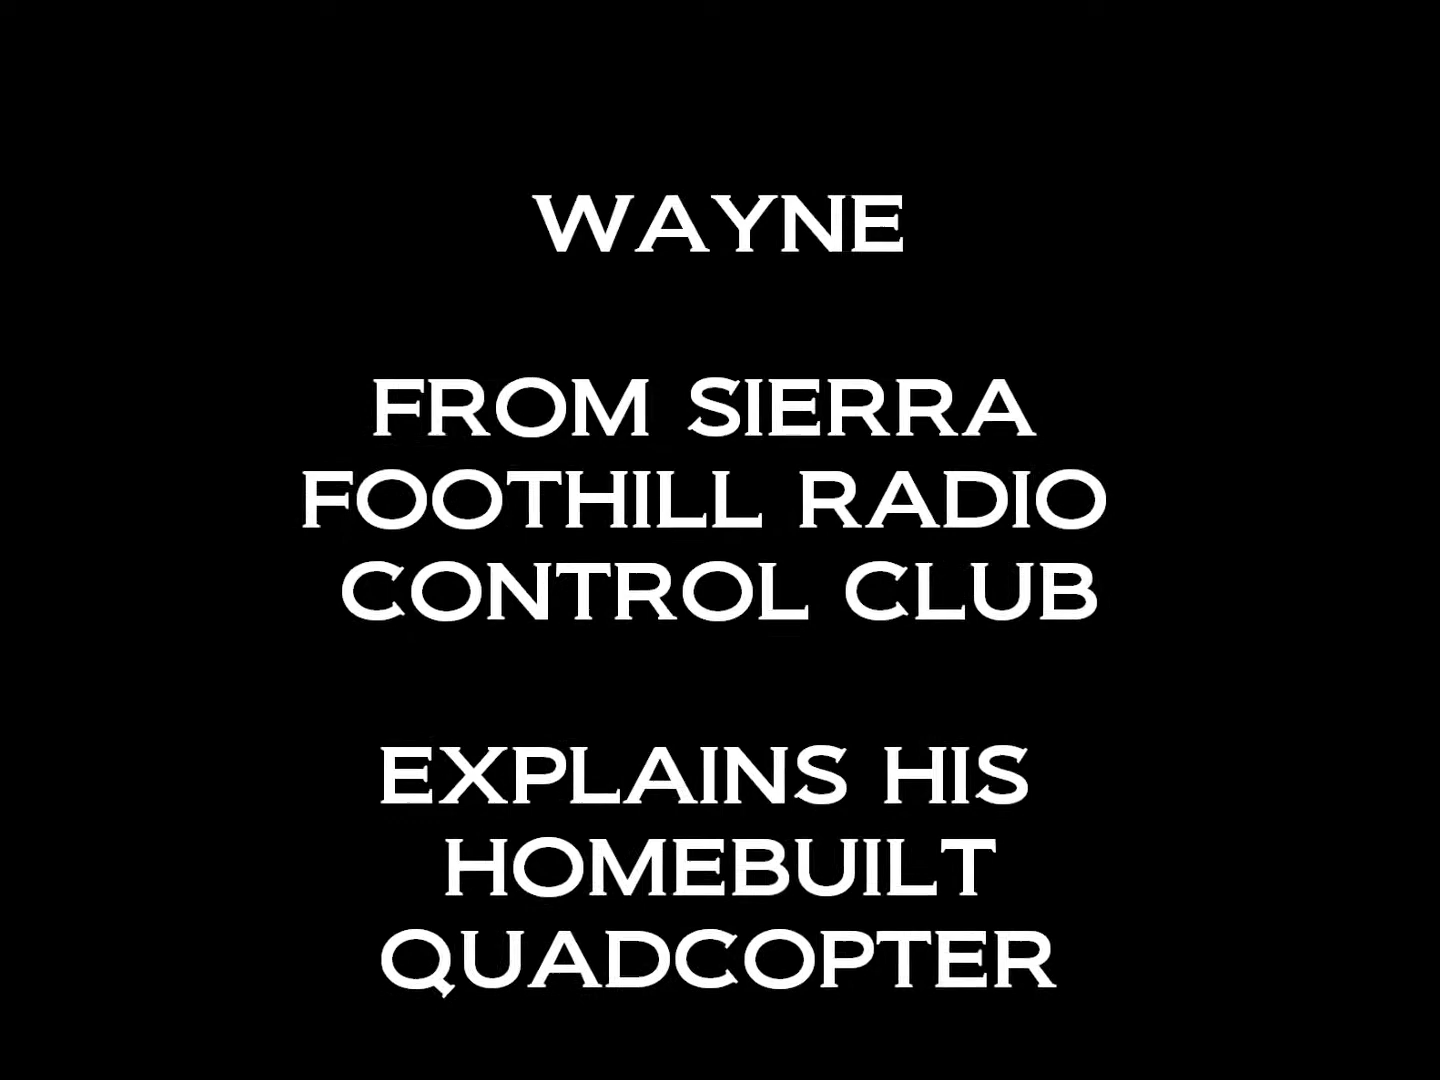 WAYNE
FROM SIERRA
FOOTHILL RADIO
CONTROL CLUB
EXPLAINS HIS
HOMEBUILT
QUADCOPTER